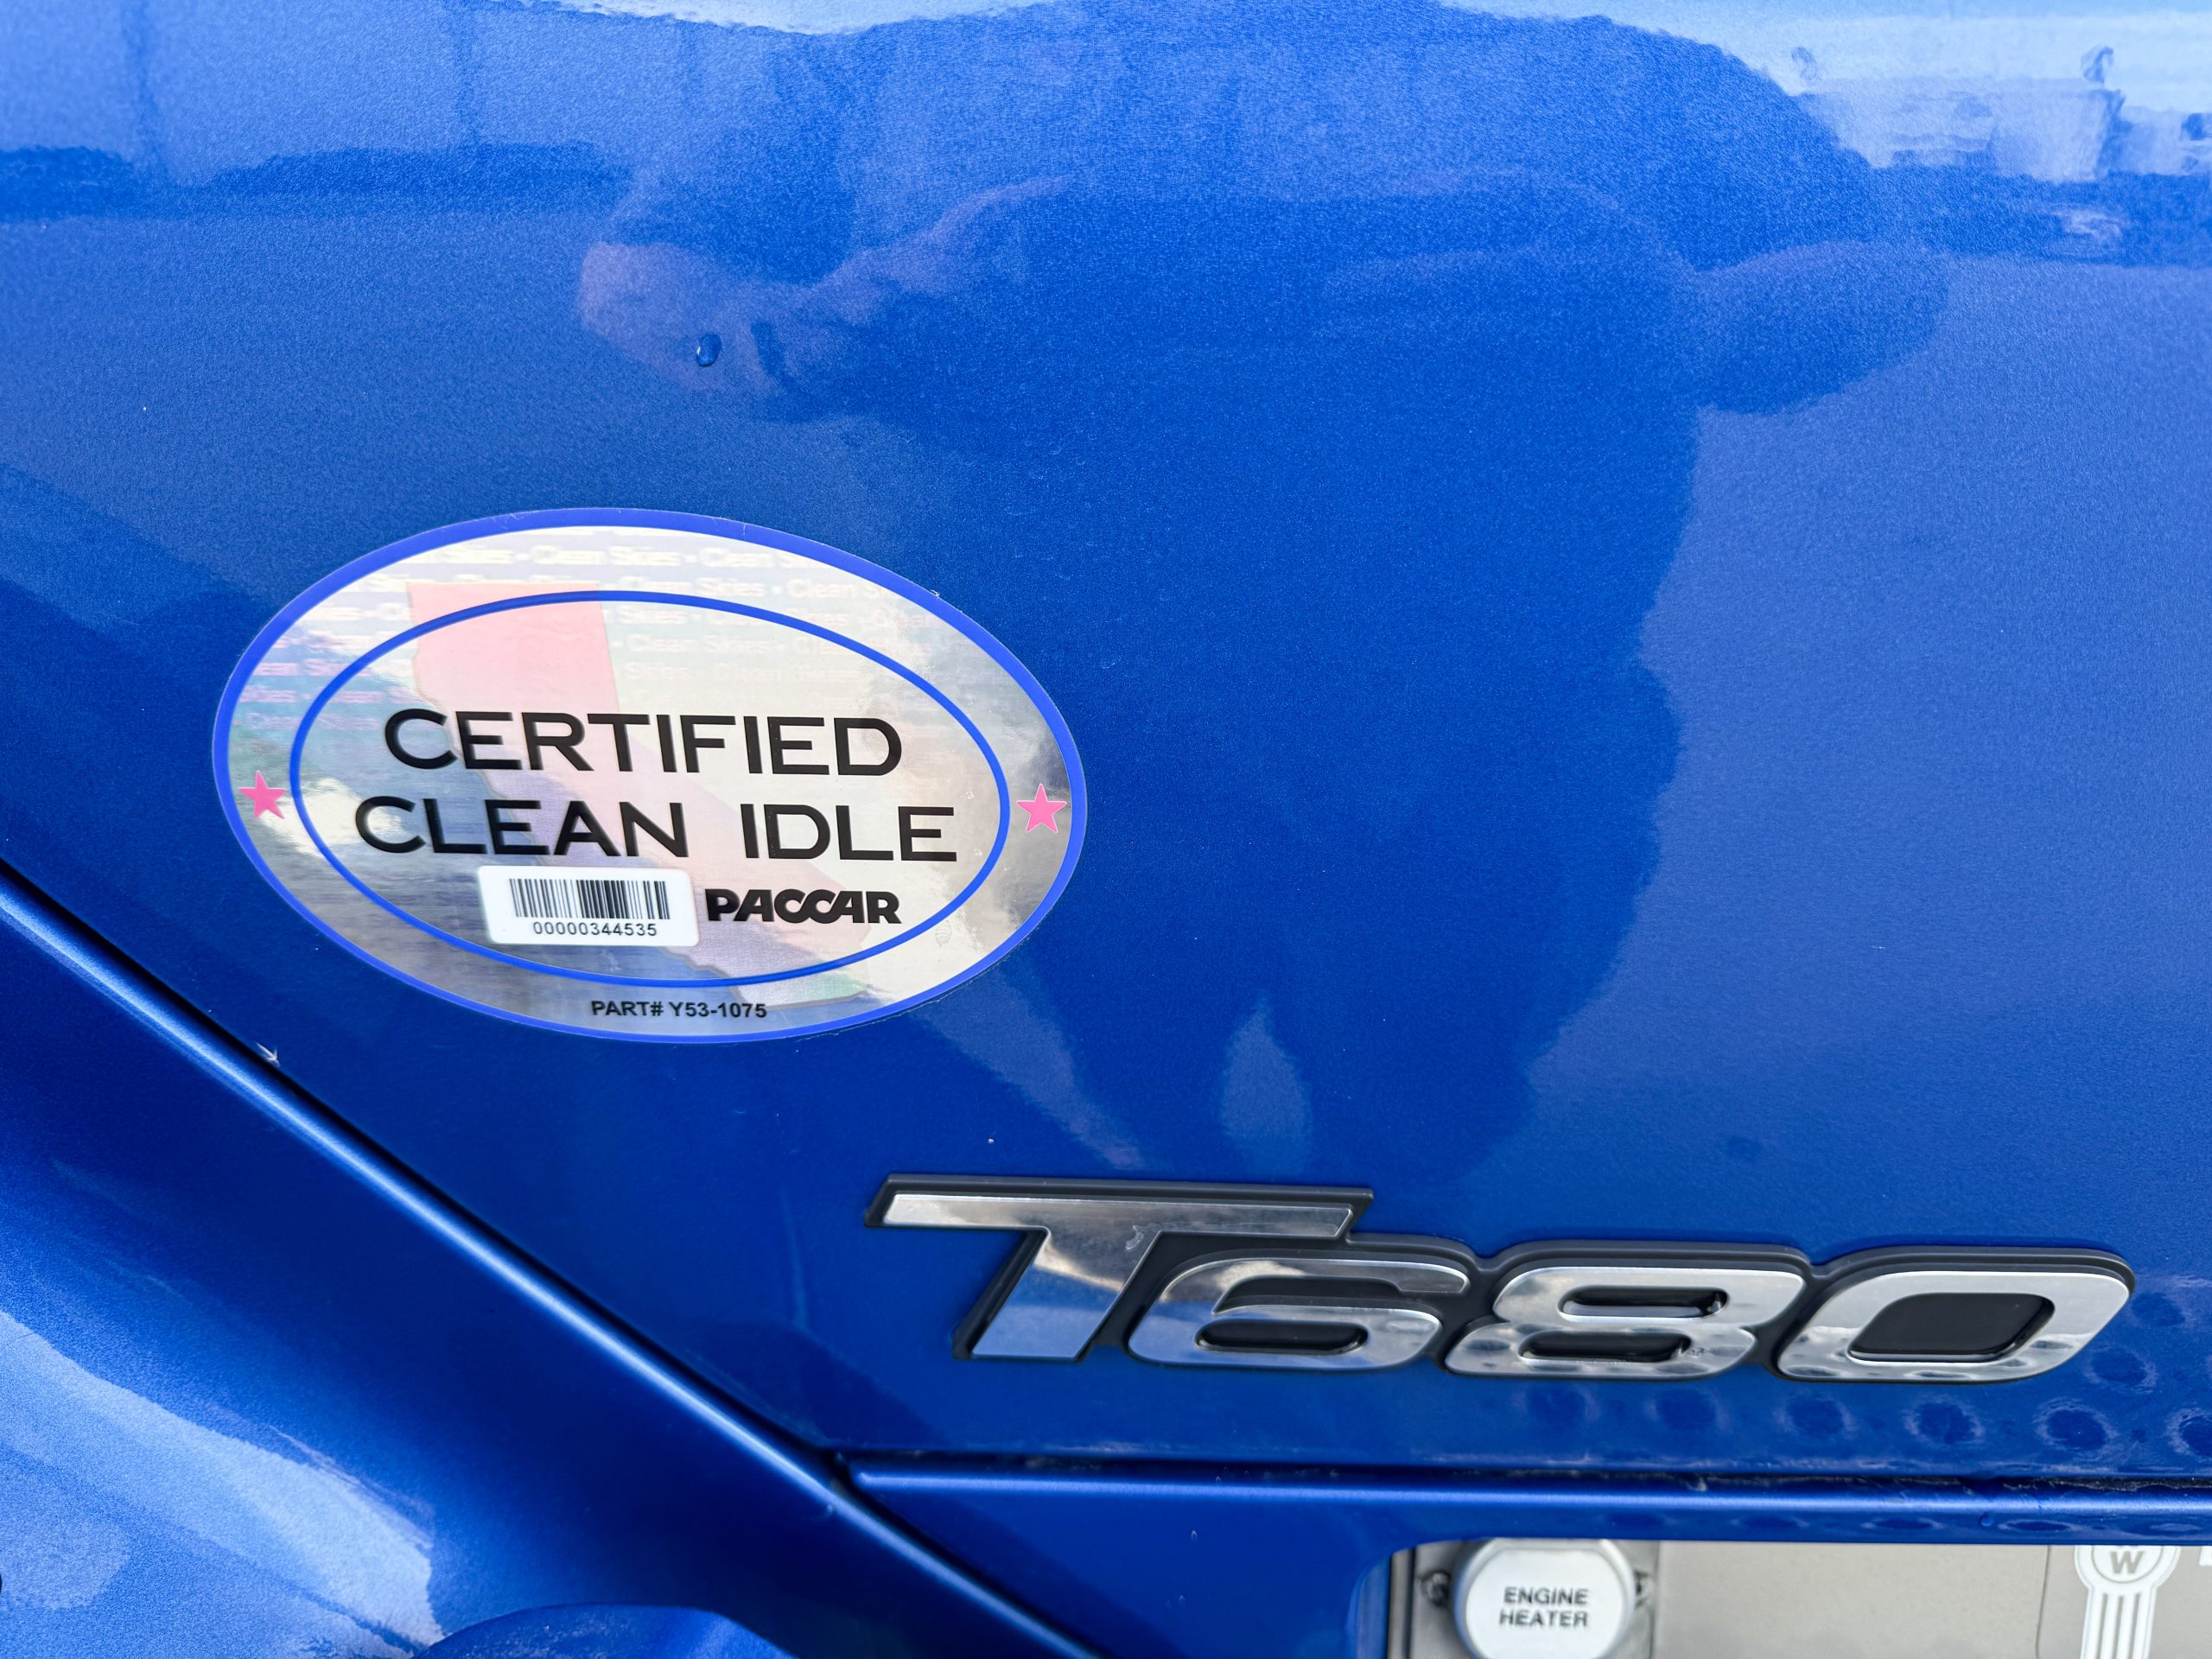 CERTIFIED
CLEAN IDLE
PACCAR
00000344535
PART# Y53-1075
T680
ENGINE
HEATER
W